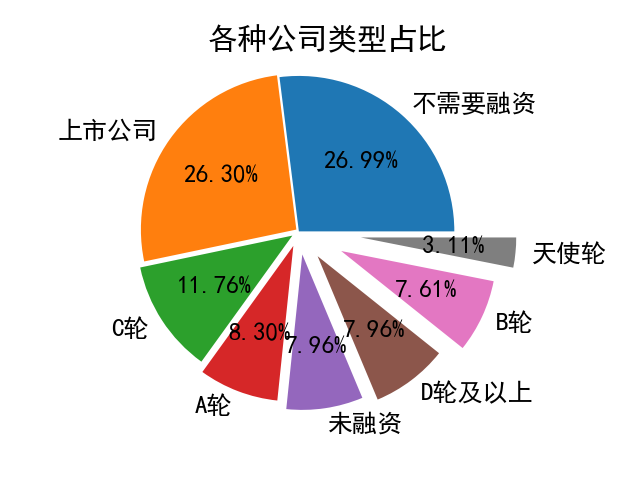 各种公司类型占比
不需要融资
26.99%
上市公司
26.30%
C轮
11.76%
A轮
8.30%
未融资
7.96%
D轮及以上
7.96%
B轮
7.61%
天使轮
3.11%